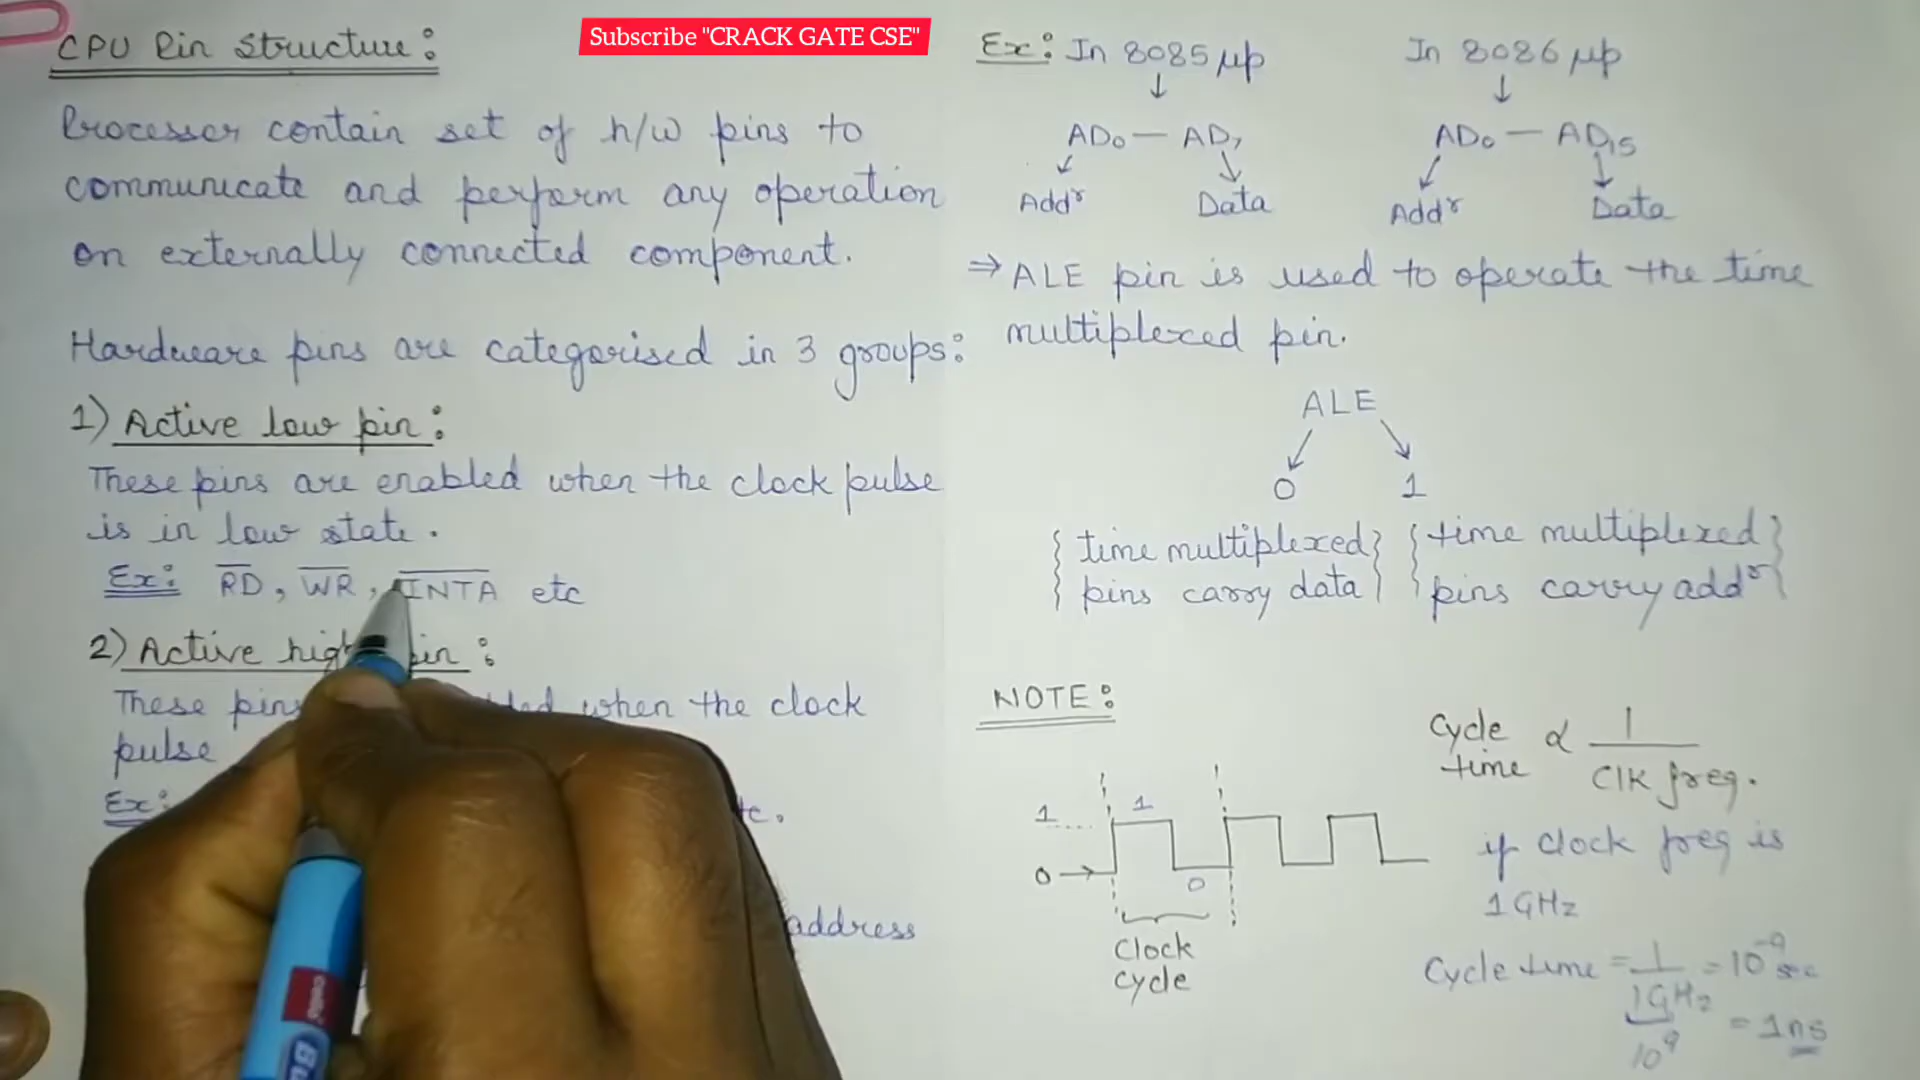 CPU Pin Structure:
Processor contain set of h/w pins to
communicate and perform any operation
on externally connected component.
Hardware pins are categorised in 3 groups:
1) Active low pin:
These pins are enabled when the clock pulse
is in low state.
Ex: R̅D̅, W̅R̅, I̅N̅T̅A̅ etc
2) Active high pin:
These pins when the clock
pulse
Ex: etc.
address
Subscribe "CRACK GATE CSE"
Ex: In 8085 μp
In 8086 μp
AD₀ — AD₇
AD₀ — AD₁₅
Addʳ Data
Addʳ Data
⇒ ALE pin is used to operate the time
multiplexed pin.
ALE
0 1
{time multiplexed
pins carry data}
{time multiplexed
pins carry addʳ}
NOTE:
1 1
0 → 0
Clock
cycle
Cycle
time ∝ 1
Clk freq.
if clock freq is
1 GHz
Cycle time = 1 = 10⁻⁹ sec
1GHz
10⁹
= 1ns